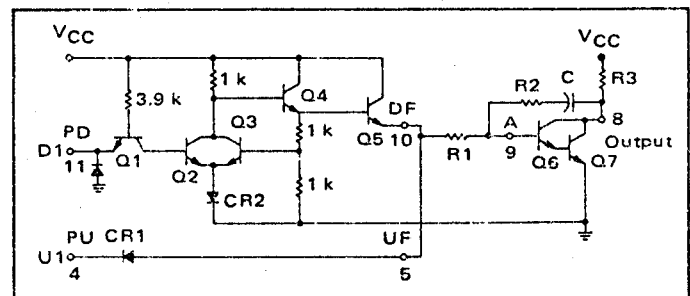 VCC
VCC
1 k
3.9 k
Q4
R2
C
R3
DF
A
8
PD
Q3
1 k
Output
D1
Q5
10
R1
9
11
Q1
Q2
Q6
Q7
1 k
CR2
PU
CR1
UF
U1
4
5